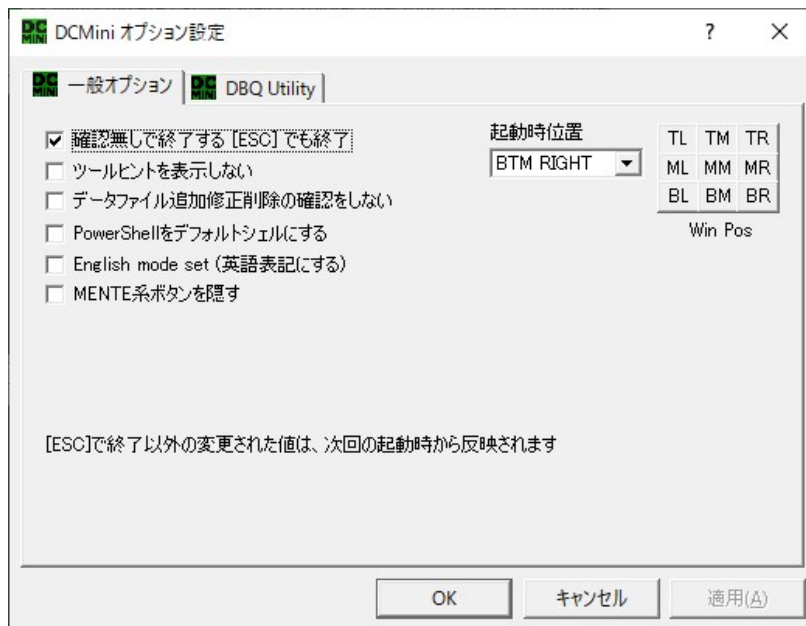 DC MINI DCMini オプション設定 ? ×
DC MINI 一般オプション DC MINI DBQ Utility
確認無しで終了する [ESC] でも終了
ツールヒントを表示しない
データファイル追加修正削除の確認をしない
PowerShellをデフォルトシェルにする
English mode set (英語表記にする)
MENTE系ボタンを隠す
起動時位置
BTM RIGHT
TL TM TR
ML MM MR
BL BM BR
Win Pos
[ESC]で終了以外の変更された値は、次回の起動時から反映されます
OK キャンセル 適用(A)